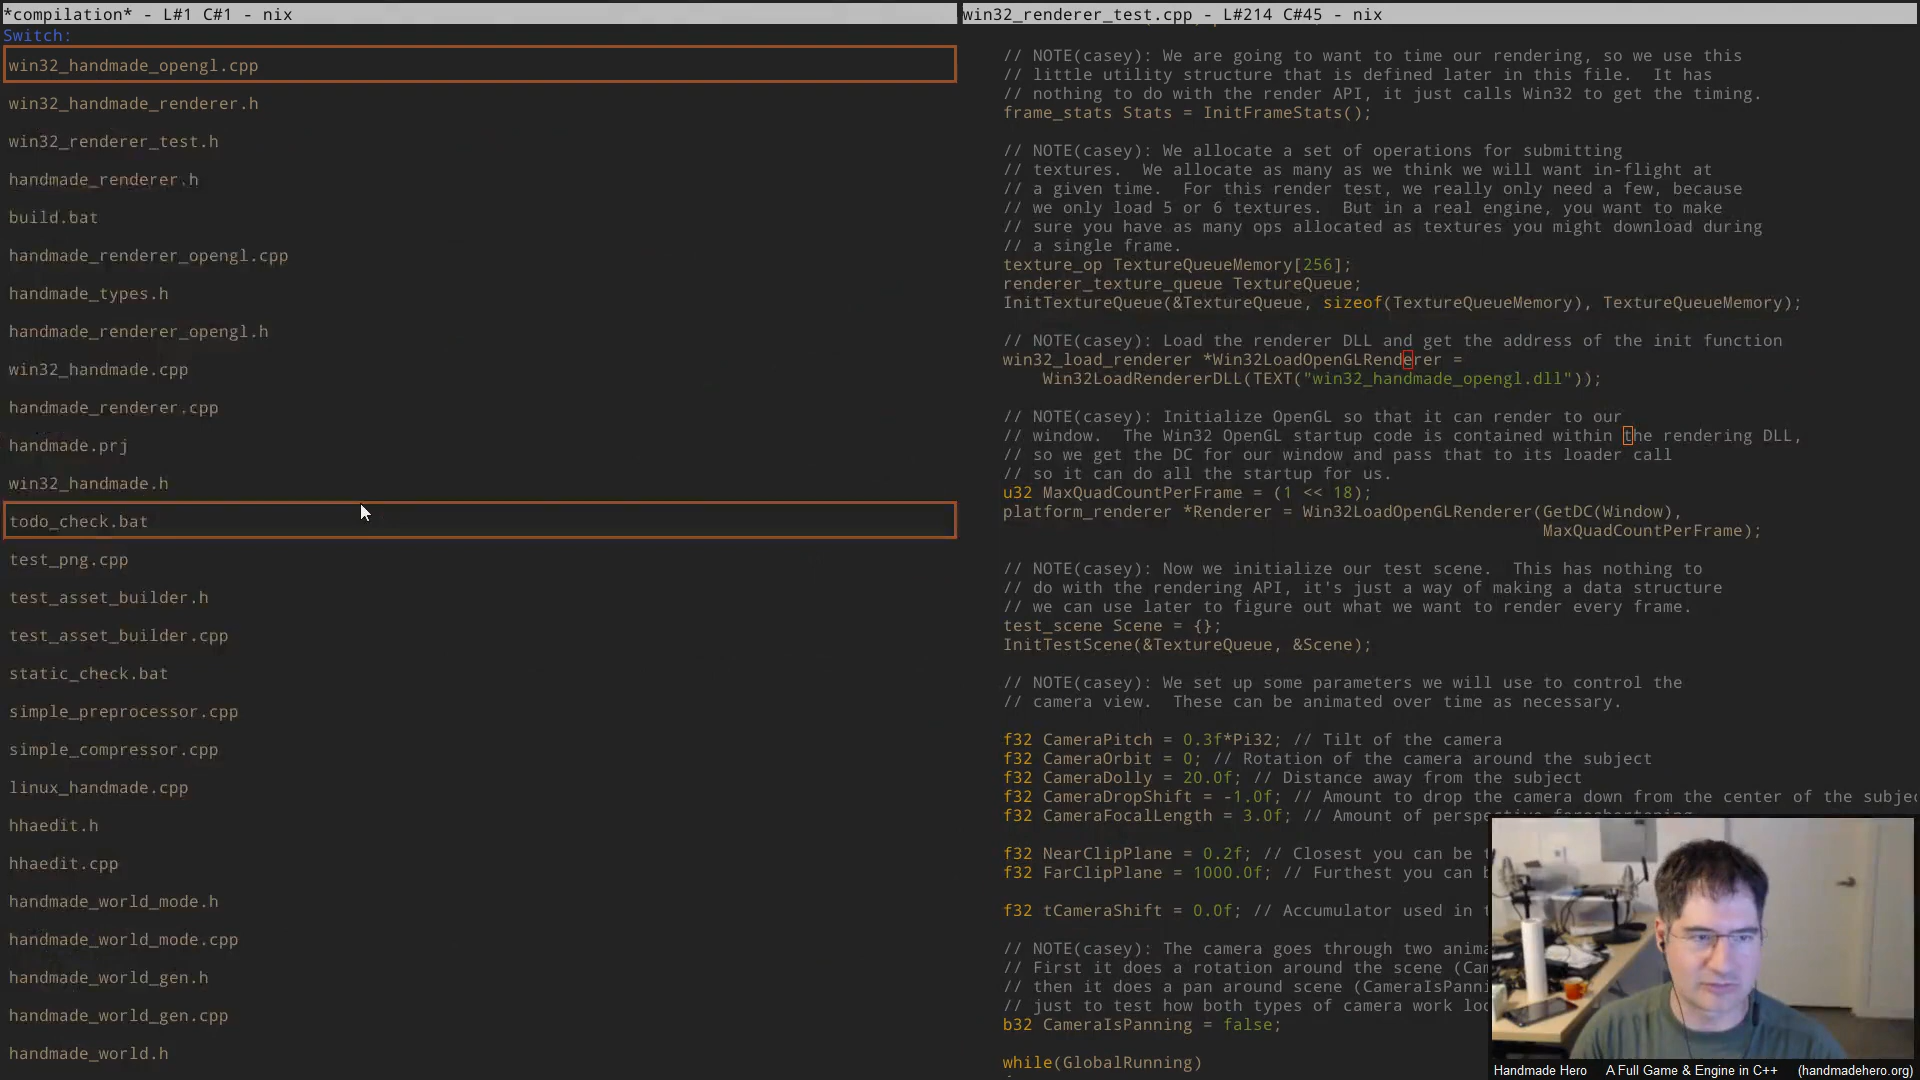 *compilation* - L#1 C#1 - nix
Switch:
win32_handmade_opengl.cpp
win32_handmade_renderer.h
win32_renderer_test.h
handmade_renderer.h
build.bat
handmade_renderer_opengl.cpp
handmade_types.h
handmade_renderer_opengl.h
win32_handmade.cpp
handmade_renderer.cpp
handmade.prj
win32_handmade.h
todo_check.bat
test_png.cpp
test_asset_builder.h
test_asset_builder.cpp
static_check.bat
simple_preprocessor.cpp
simple_compressor.cpp
linux_handmade.cpp
hhaedit.h
hhaedit.cpp
handmade_world_mode.h
handmade_world_mode.cpp
handmade_world_gen.h
handmade_world_gen.cpp
handmade_world.h
win32_renderer_test.cpp - L#214 C#45 - nix
// NOTE(casey): We are going to want to time our rendering, so we use this
// little utility structure that is defined later in this file.  It has
// nothing to do with the render API, it just calls Win32 to get the timing.
frame_stats Stats = InitFrameStats();
// NOTE(casey): We allocate a set of operations for submitting
// textures.  We allocate as many as we think we will want in-flight at
// a given time.  For this render test, we really only need a few, because
// we only load 5 or 6 textures.  But in a real engine, you want to make
// sure you have as many ops allocated as textures you might download during
// a single frame.
texture_op TextureQueueMemory[256];
renderer_texture_queue TextureQueue;
InitTextureQueue(&TextureQueue, sizeof(TextureQueueMemory), TextureQueueMemory);
// NOTE(casey): Load the renderer DLL and get the address of the init function
win32_load_renderer *Win32LoadOpenGLRenderer =
Win32LoadRendererDLL(TEXT("win32_handmade_opengl.dll"));
// NOTE(casey): Initialize OpenGL so that it can render to our
// window.  The Win32 OpenGL startup code is contained within the rendering DLL,
// so we get the DC for our window and pass that to its loader call
// so it can do all the startup for us.
u32 MaxQuadCountPerFrame = (1 << 18);
platform_renderer *Renderer = Win32LoadOpenGLRenderer(GetDC(Window),
MaxQuadCountPerFrame);
// NOTE(casey): Now we initialize our test scene.  This has nothing to
// do with the rendering API, it's just a way of making a data structure
// we can use later to figure out what we want to render every frame.
test_scene Scene = {};
InitTestScene(&TextureQueue, &Scene);
// NOTE(casey): We set up some parameters we will use to control the
// camera view.  These can be animated over time as necessary.
f32 CameraPitch = 0.3f*Pi32; // Tilt of the camera
f32 CameraOrbit = 0; // Rotation of the camera around the subject
f32 CameraDolly = 20.0f; // Distance away from the subject
f32 CameraDropShift = -1.0f; // Amount to drop the camera down from the center of the subjec
f32 CameraFocalLength = 3.0f; // Amount of perspective foreshortening
f32 NearClipPlane = 0.2f; // Closest you can be
f32 FarClipPlane = 1000.0f; // Furthest you can b
f32 tCameraShift = 0.0f; // Accumulator used in t
// NOTE(casey): The camera goes through two anima
// First it does a rotation around the scene (Cam
// then it does a pan around scene (CameraIsPanni
// just to test how both types of camera work loo
b32 CameraIsPanning = false;
while(GlobalRunning)
Handmade Hero    A Full Game & Engine in C++    (handmadehero.org)